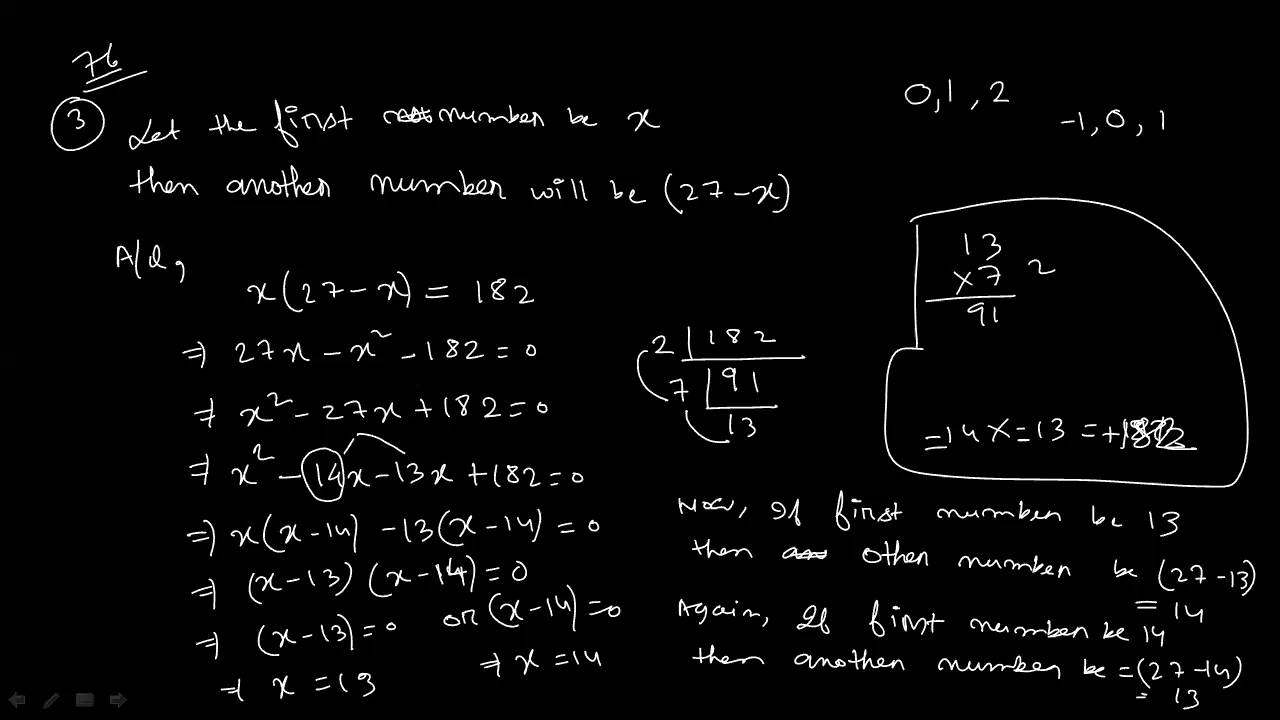 76
3 Let the first number be x
then another number will be (27 - x)
A/Q,
x(27 - x) = 182
⇒ 27x - x² - 182 = 0
⇒ x² - 27x + 182 = 0
⇒ x² - 14x - 13x + 182 = 0
⇒ x(x - 14) - 13(x - 14) = 0
⇒ (x - 13) (x - 14) = 0
⇒ (x - 13) = 0 or (x - 14) = 0
⇒ x = 13 ⇒ x = 14
2 | 182
7 | 91
13
0, 1, 2
-1, 0, 1
13
×7 2
91
-14 × -13 = +182
Now, If first number be 13
then other number be (27 - 13)
= 14
Again, If first number be 14
then another number be = (27 - 14)
= 13